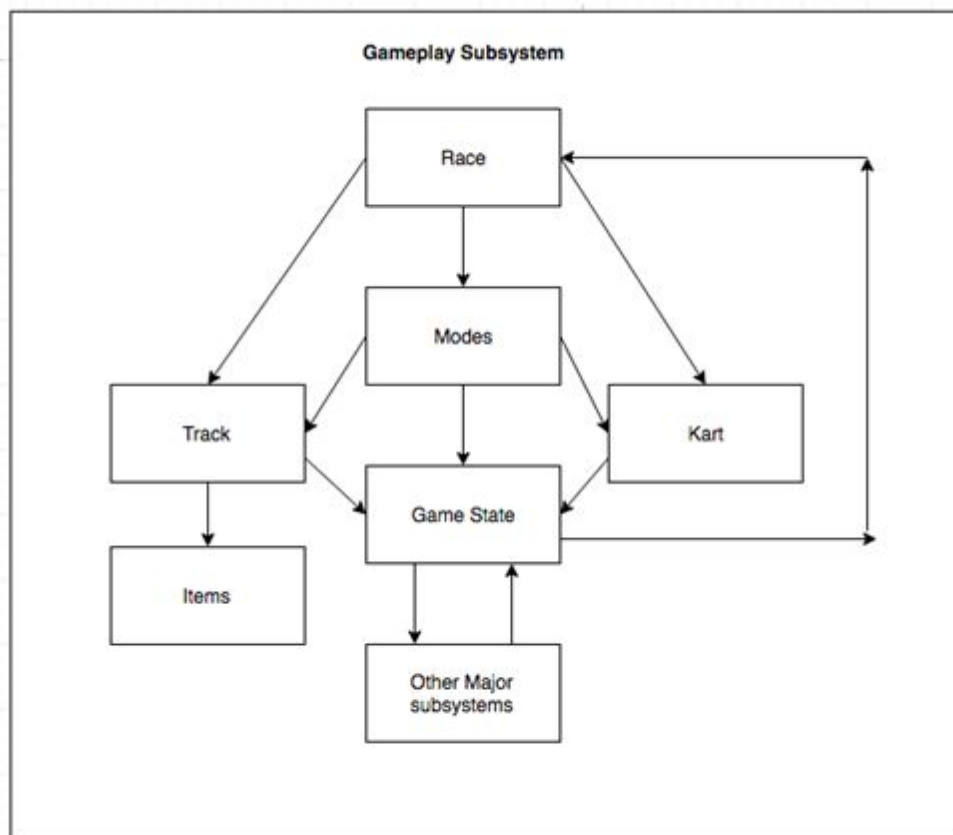 Gameplay Subsystem
Race
Modes
Track
Kart
Game State
Items
Other Major
subsystems